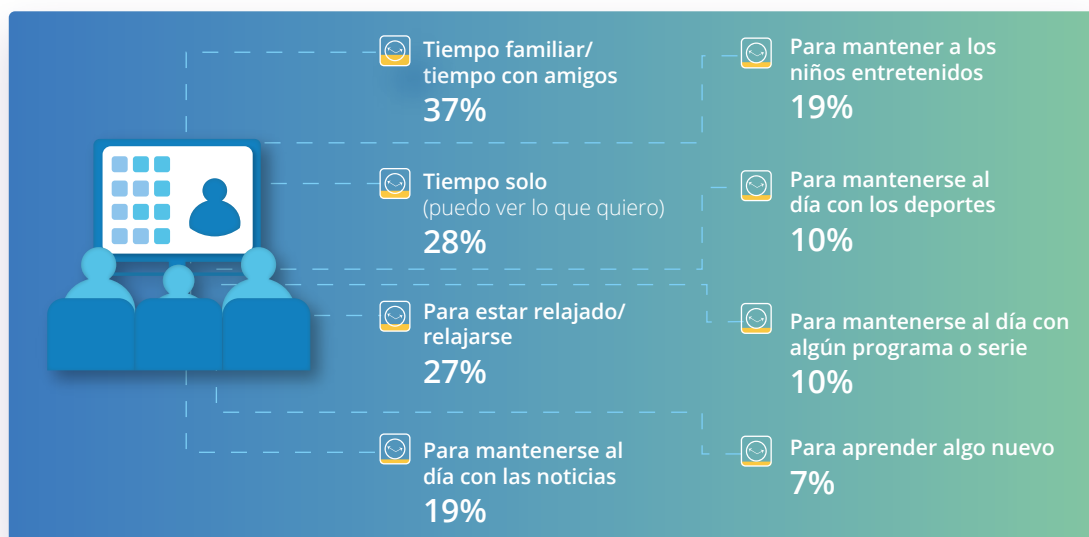 Tiempo familiar/
tiempo con amigos
37%
Tiempo solo
(puedo ver lo que quiero)
28%
Para estar relajado/
relajarse
27%
Para mantenerse al
día con las noticias
19%
Para mantener a los
niños entretenidos
19%
Para mantenerse al
día con los deportes
10%
Para mantenerse al día con
algún programa o serie
10%
Para aprender algo nuevo
7%